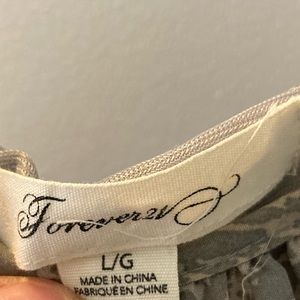 Forever21
L/G
MADE IN CHINA
FABRIQUÉ EN CHINE